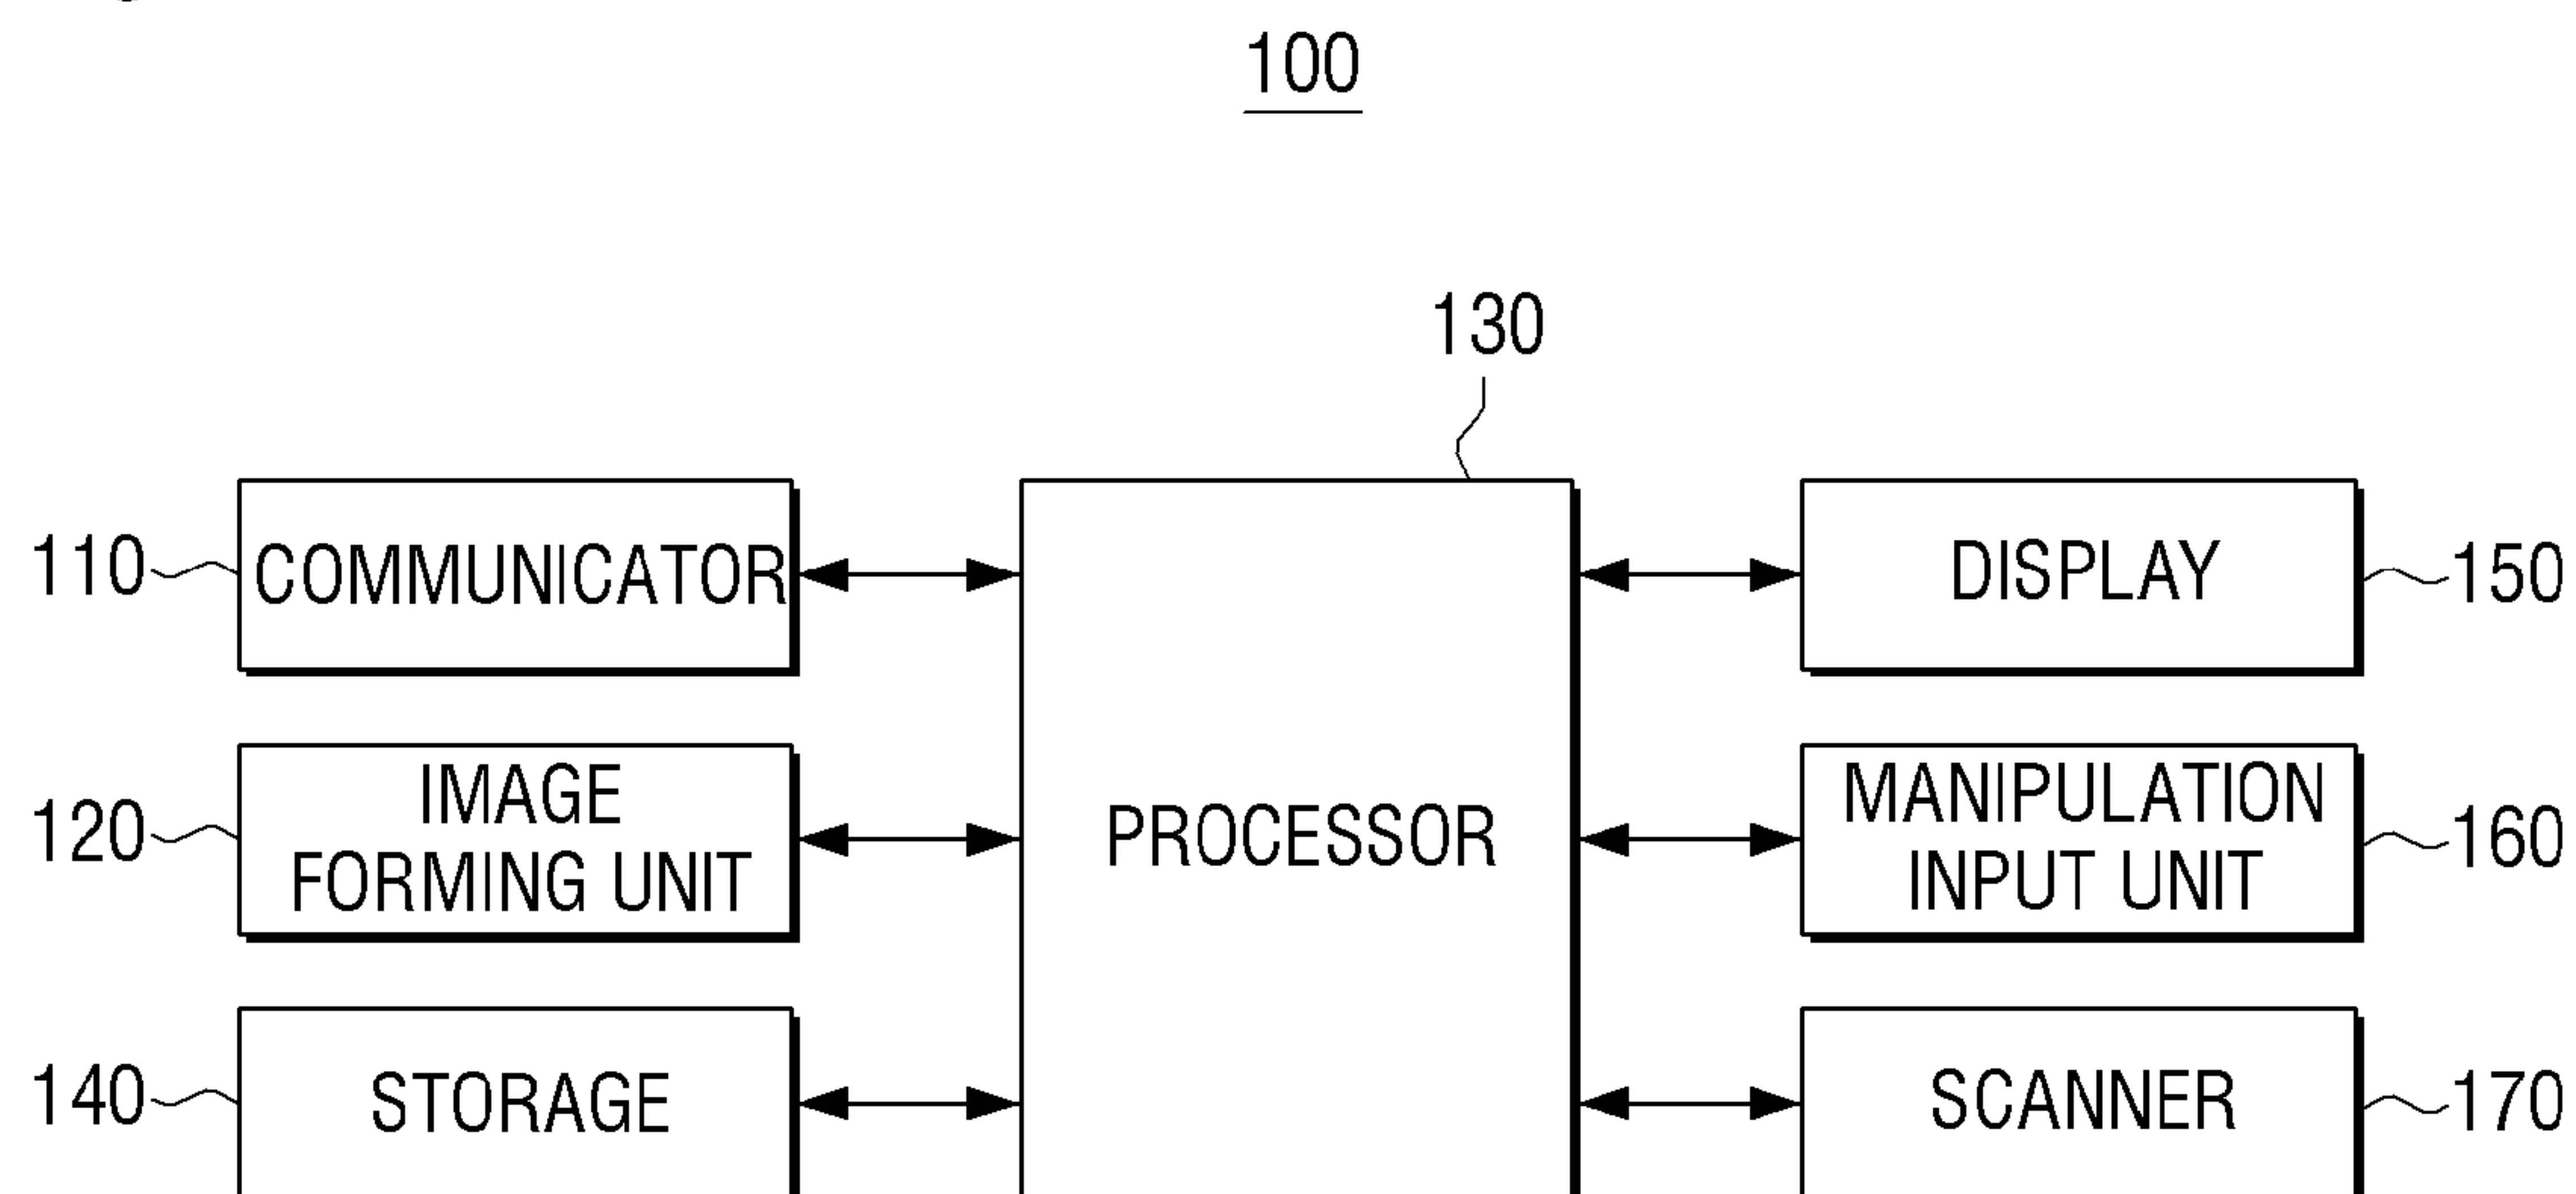 100
130
110
COMMUNICATOR
DISPLAY
150
120
IMAGE
FORMING UNIT
PROCESSOR
MANIPULATION
INPUT UNIT
160
140
STORAGE
SCANNER
170